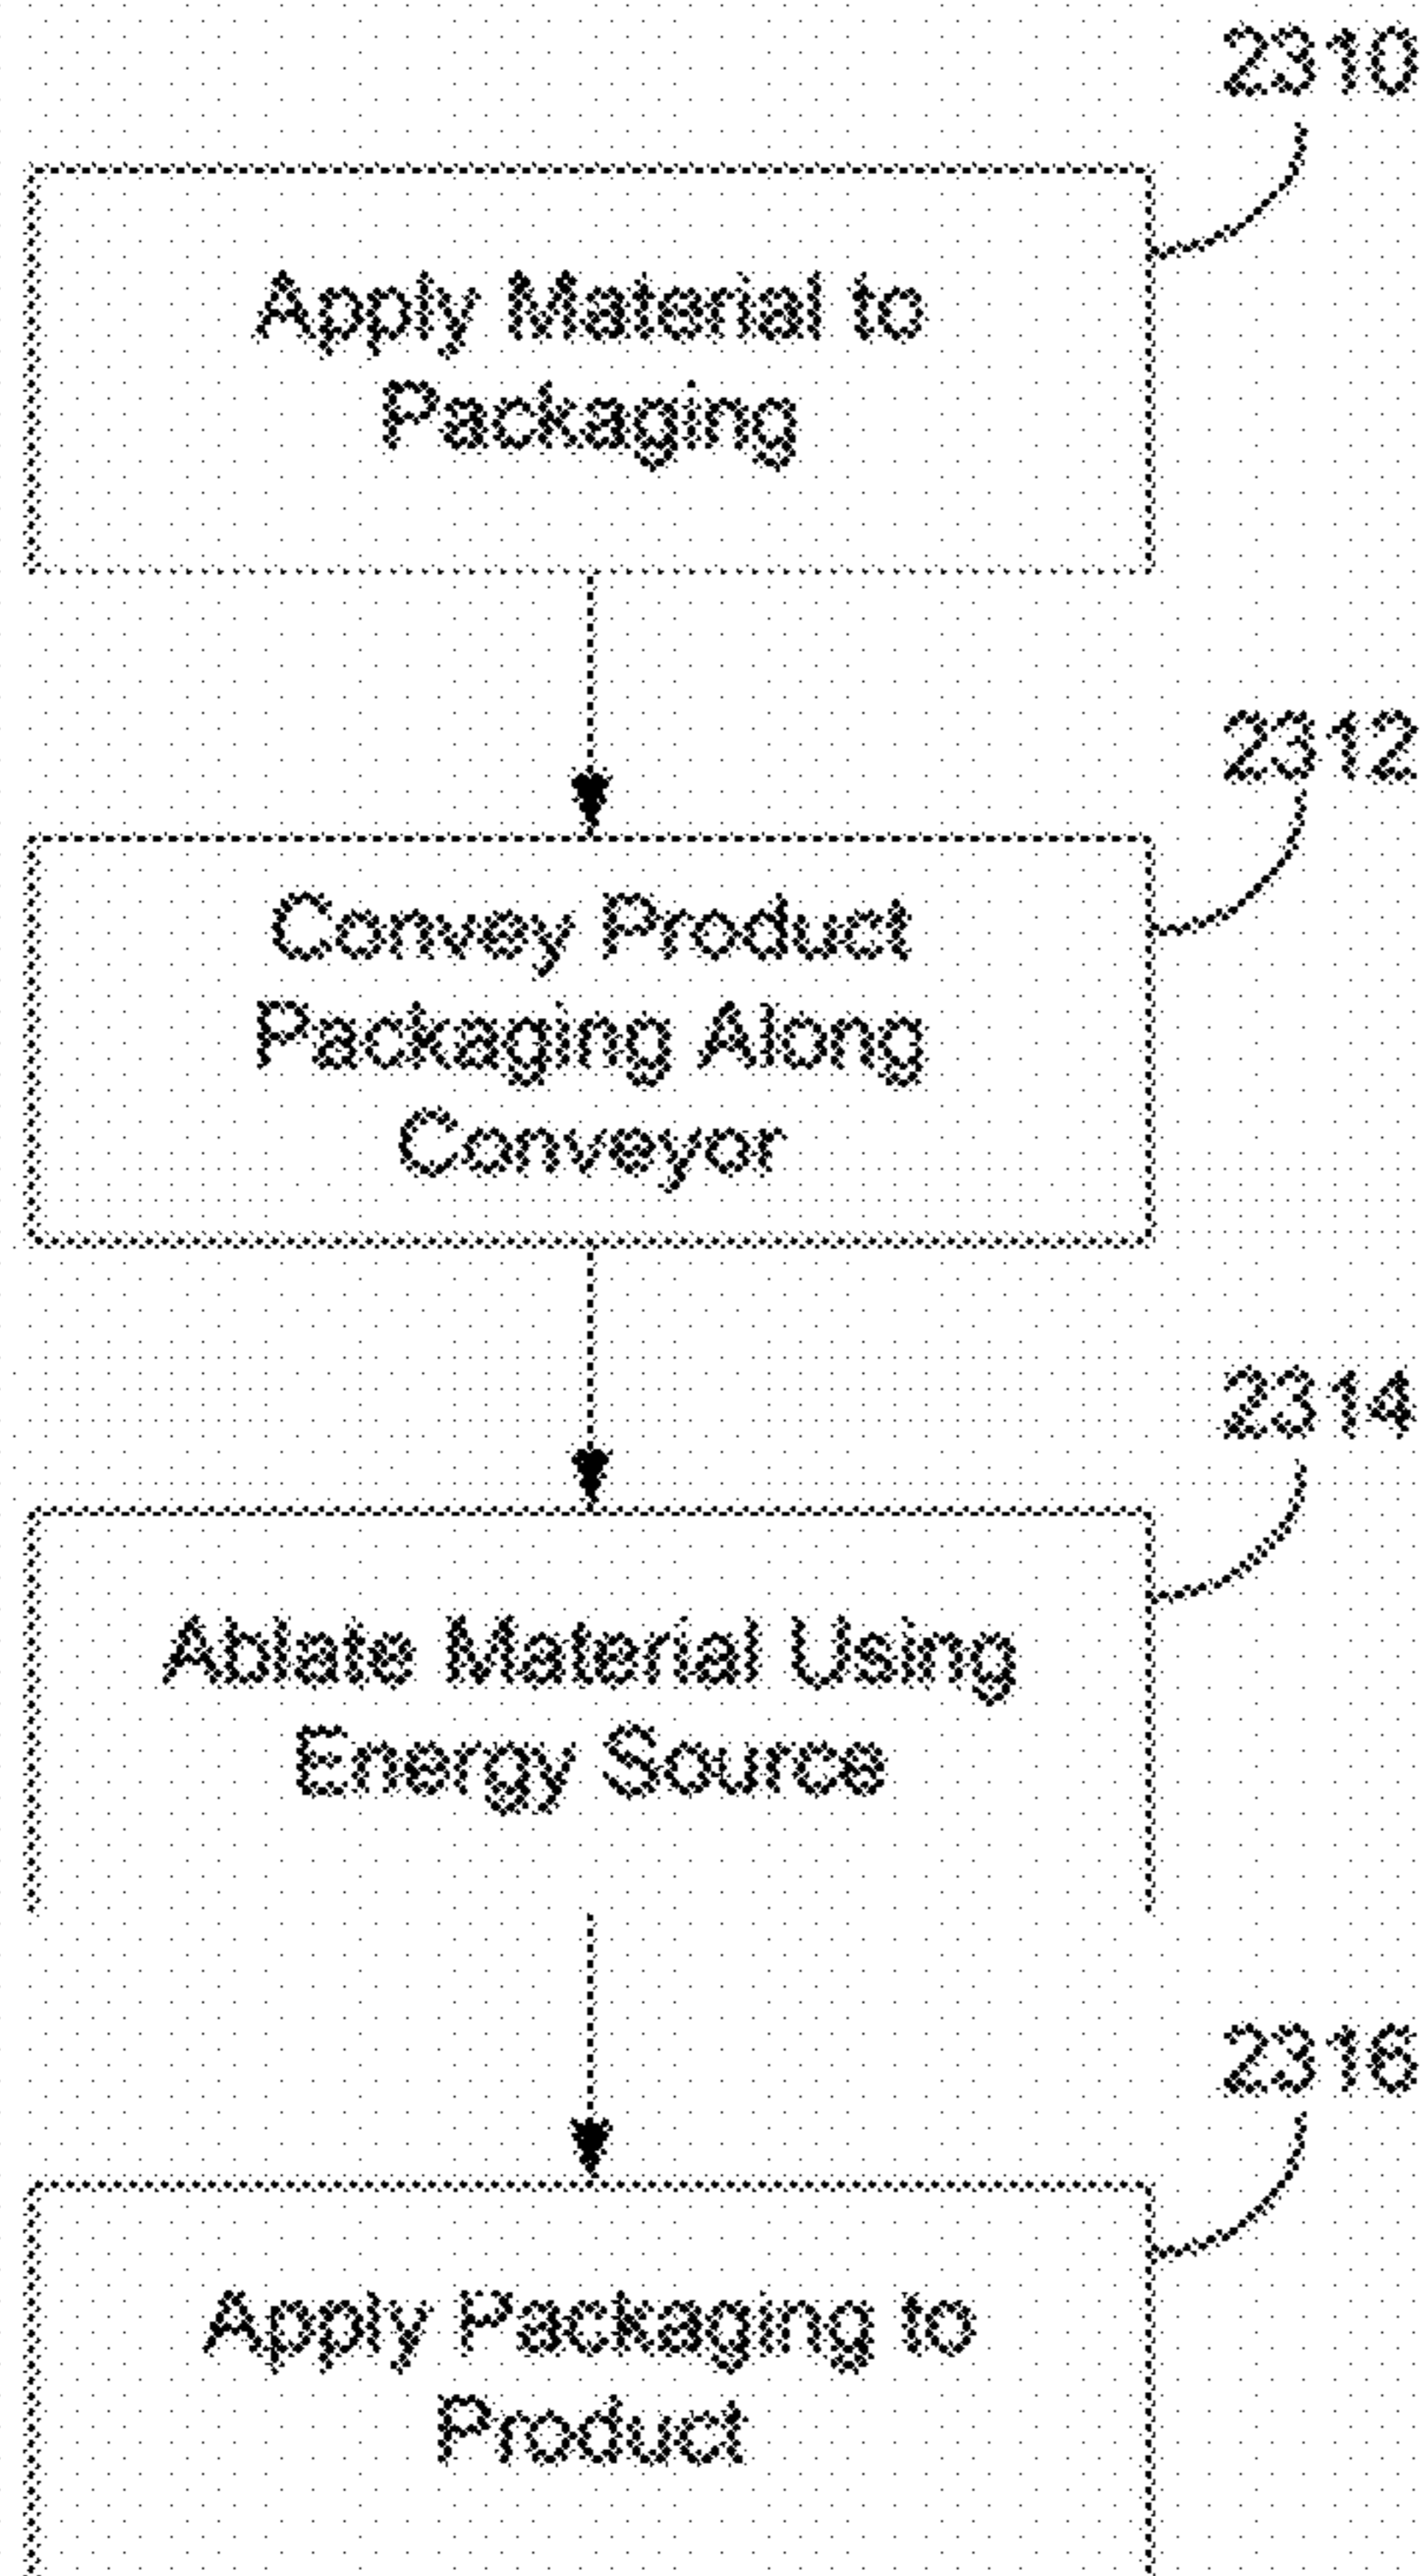 2310
Apply Material to
Packaging
2312
Convey Product
Packaging Along
Conveyor
2314
Ablate Material Using
Energy Source
2316
Apply Packaging to
Product